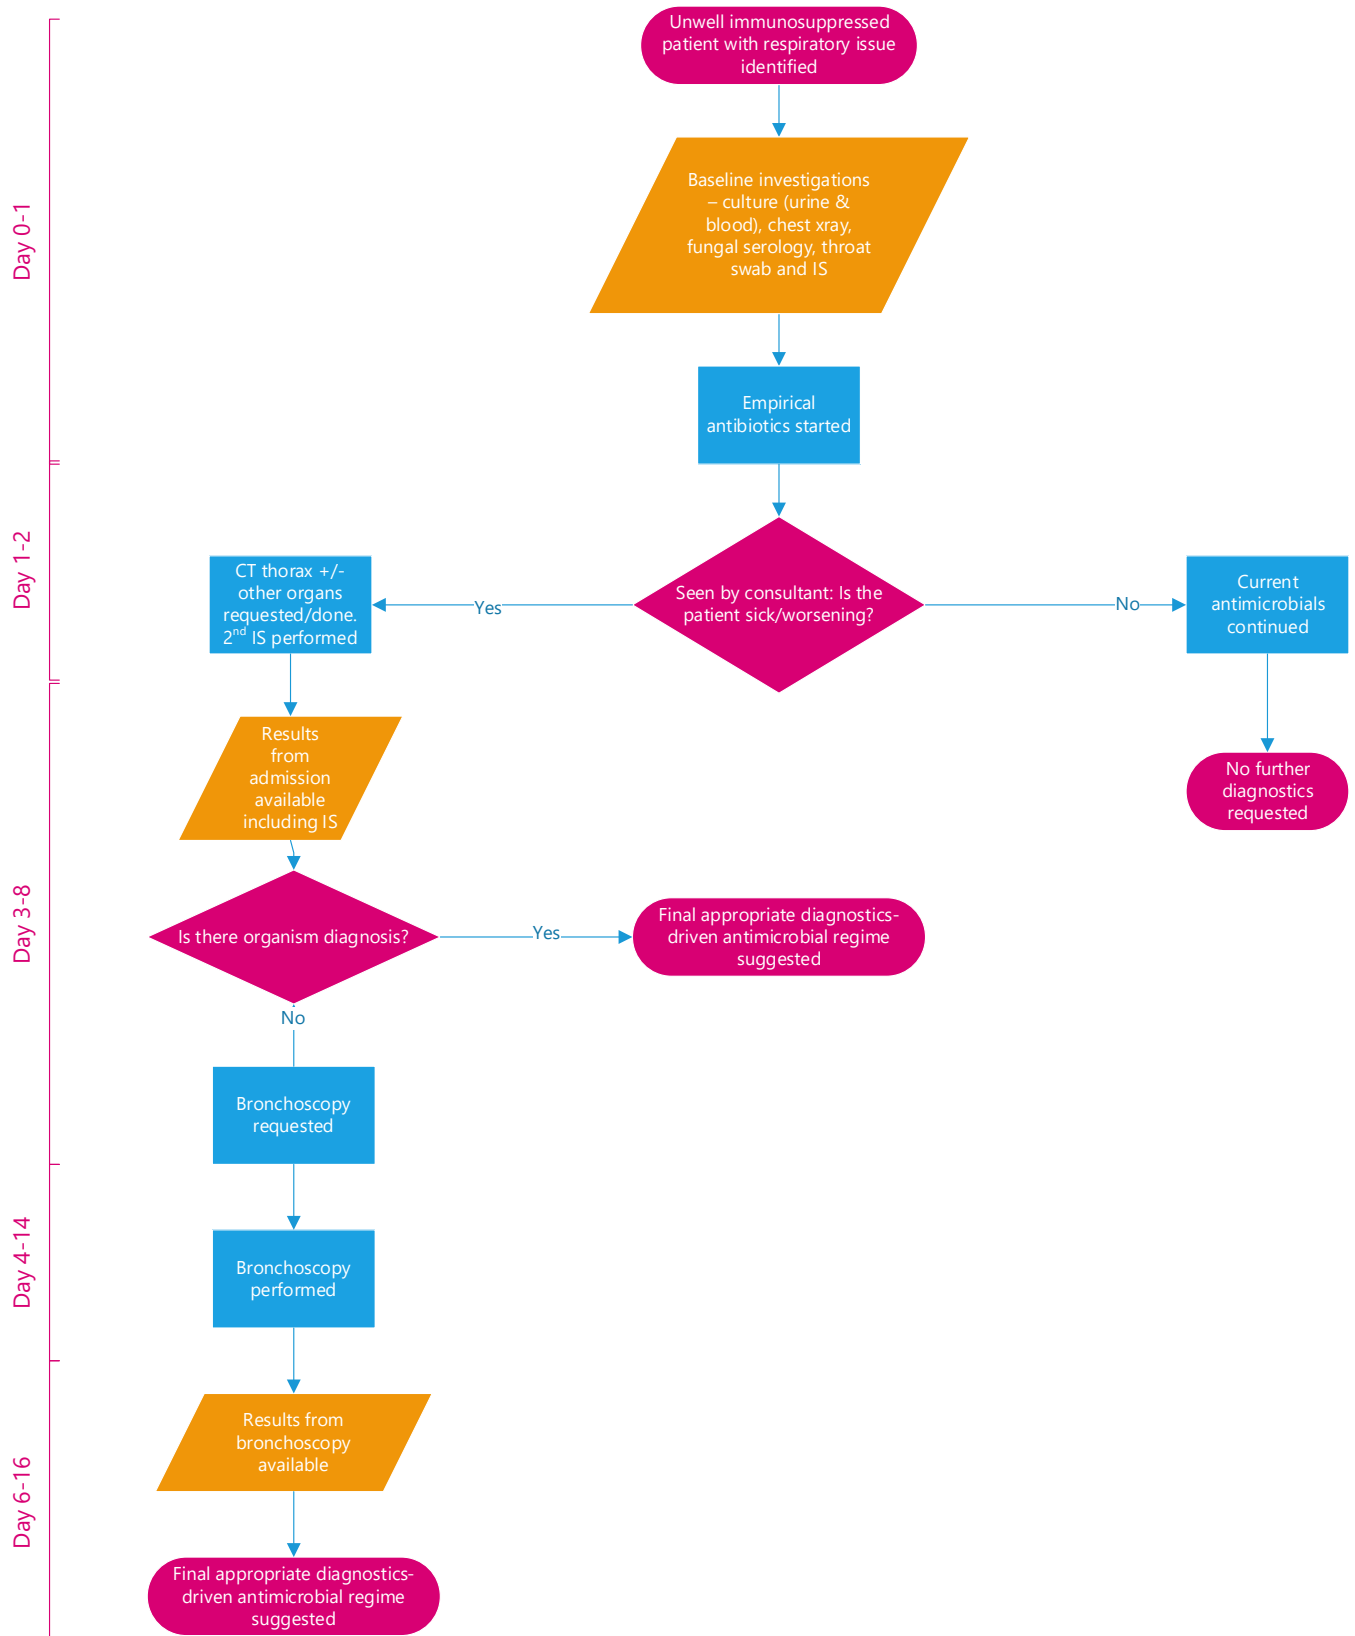 Unwell immunosuppressed
patient with respiratory issue
identified
Day 0-1
Baseline investigations
– culture (urine &
blood), chest xray,
fungal serology, throat
swab and IS
Empirical
antibiotics started
Day 1-2
CT thorax +/-
other organs
requested/done.
2nd IS performed
Yes
Seen by consultant: Is the
patient sick/worsening?
No
Current
antimicrobials
continued
Results
from
admission
available
including IS
No further
diagnostics
requested
Day 3-8
Is there organism diagnosis?
Yes
Final appropriate diagnostics-
driven antimicrobial regime
suggested
No
Bronchoscopy
requested
Day 4-14
Bronchoscopy
performed
Day 6-16
Results from
bronchoscopy
available
Final appropriate diagnostics-
driven antimicrobial regime
suggested